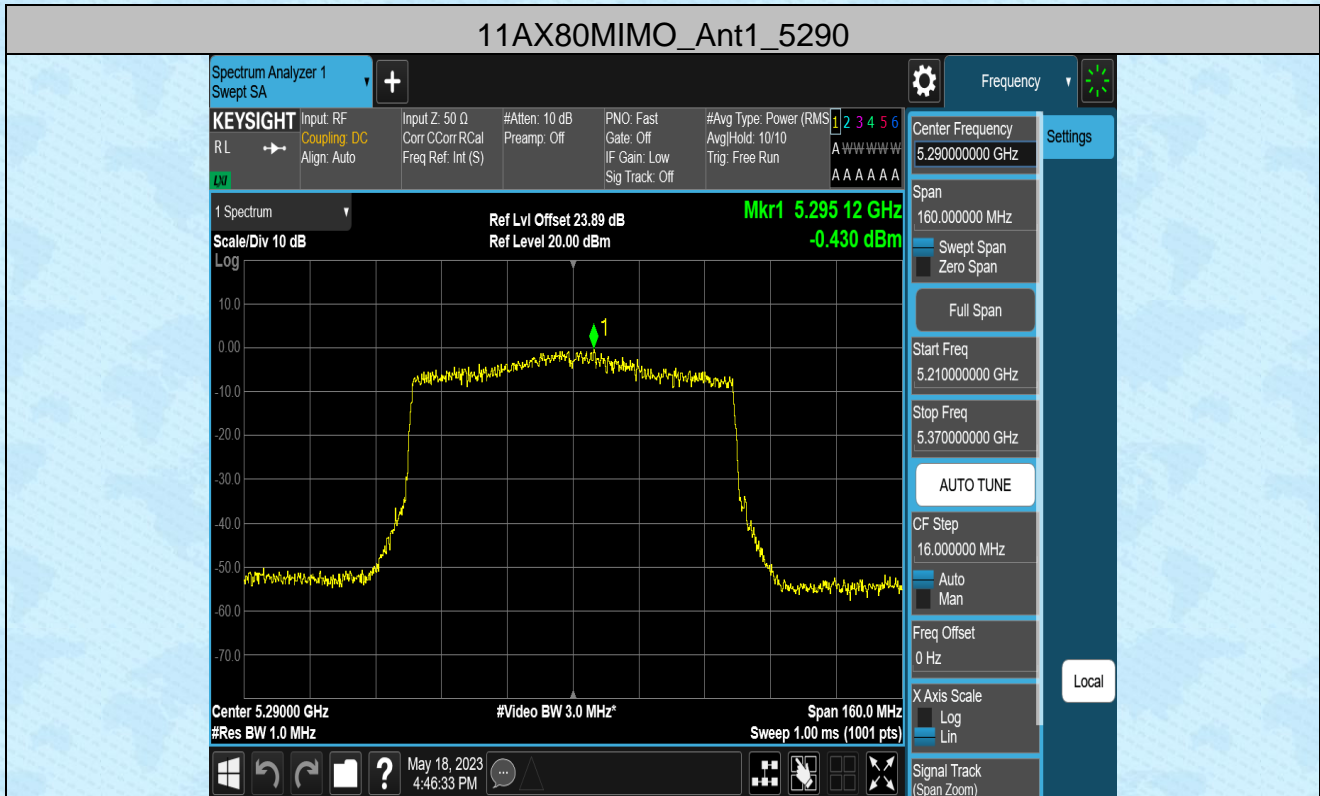 11AX80MIMO_Ant1_5290
Spectrum Analyzer 1
Swept SA
Frequency
KEYSIGHT
RL
LXI
Input: RF
Coupling: DC
Align: Auto
Input Z: 50 Ω
Corr CCorr RCal
Freq Ref: Int (S)
#Atten: 10 dB
Preamp: Off
PNO: Fast
Gate: Off
IF Gain: Low
Sig Track: Off
#Avg Type: Power (RMS
Avg|Hold: 10/10
Trig: Free Run
1 2 3 4 5 6
A W W W W W
A A A A A A
1 Spectrum
Scale/Div 10 dB
Log
Ref Lvl Offset 23.89 dB
Ref Level 20.00 dBm
Mkr1 5.295 12 GHz
-0.430 dBm
10.0
0.00
-10.0
-20.0
-30.0
-40.0
-50.0
-60.0
-70.0
1
Center 5.29000 GHz
#Res BW 1.0 MHz
#Video BW 3.0 MHz*
Span 160.0 MHz
Sweep 1.00 ms (1001 pts)
Center Frequency
5.290000000 GHz
Settings
Span
160.000000 MHz
Swept Span
Zero Span
Full Span
Start Freq
5.210000000 GHz
Stop Freq
5.370000000 GHz
AUTO TUNE
CF Step
16.000000 MHz
Auto
Man
Freq Offset
0 Hz
X Axis Scale
Log
Lin
Local
Signal Track
(Span Zoom)
?
May 18, 2023
4:46:33 PM